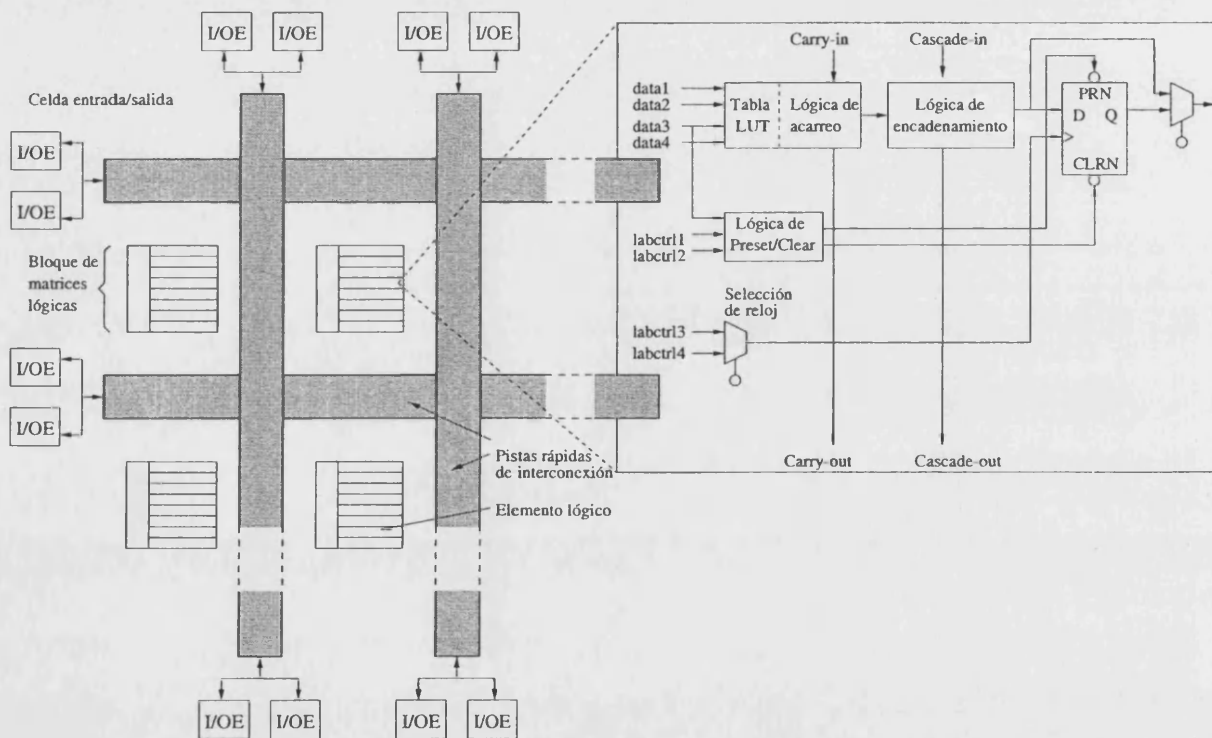 I/OE I/OE I/OE I/OE
Celda entrada/salida
I/OE
I/OE
Bloque de
matrices
lógicas
I/OE
I/OE
Pistas rápidas
de interconexión
Elemento lógico
I/OE I/OE I/OE I/OE
Carry-in
Cascade-in
data1
data2
data3
data4
Tabla
LUT
Lógica de
acarreo
Lógica de
encadenamiento
PRN
D Q
CLRN
labctrl1
labctrl2
Lógica de
Preset/Clear
Selección
de reloj
labctrl3
labctrl4
Carry-out
Cascade-out